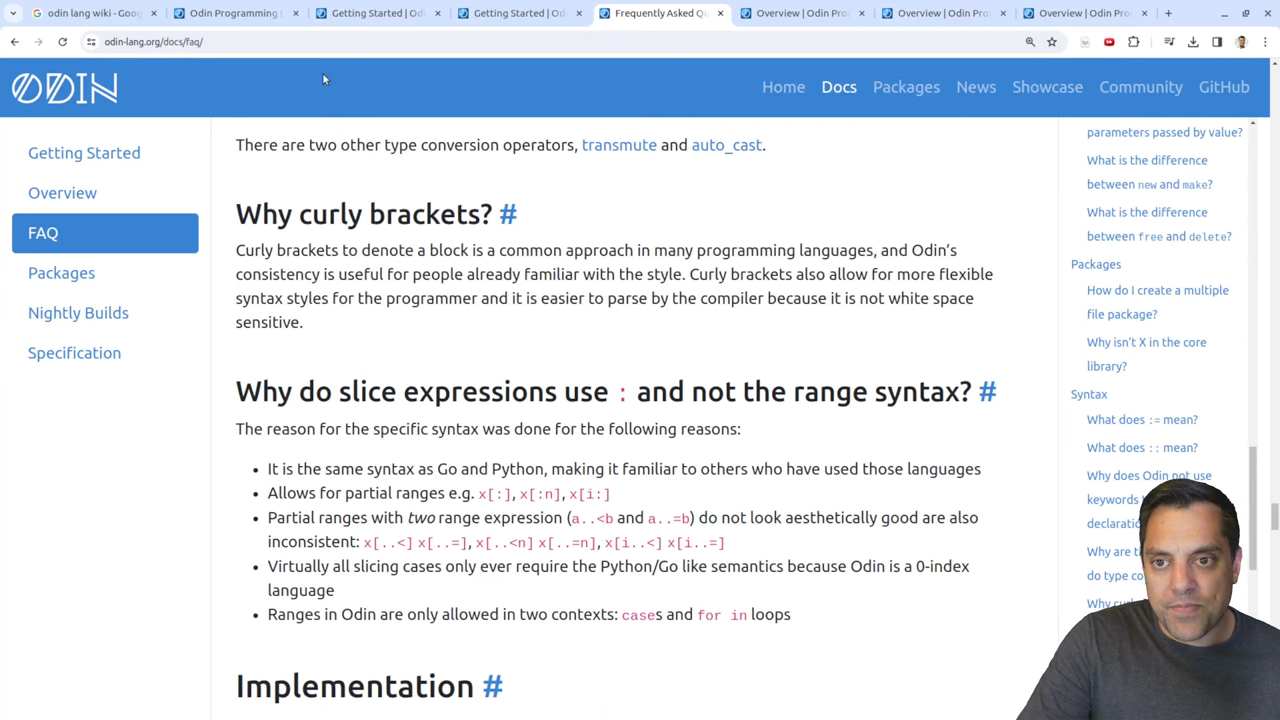 odin lang wiki - Goog
Odin Programming L
Getting Started | Odi
Getting Started | Odi
Frequently Asked Qu
Overview | Odin Pro
Overview | Odin Pro
Overview | Odin Pro
odin-lang.org/docs/faq/
ODIN
Home Docs Packages News Showcase Community GitHub
Getting Started
Overview
FAQ
Packages
Nightly Builds
Specification
There are two other type conversion operators, transmute and auto_cast.
Why curly brackets? #
Curly brackets to denote a block is a common approach in many programming languages, and Odin’s
consistency is useful for people already familiar with the style. Curly brackets also allow for more flexible
syntax styles for the programmer and it is easier to parse by the compiler because it is not white space
sensitive.
Why do slice expressions use : and not the range syntax? #
The reason for the specific syntax was done for the following reasons:
• It is the same syntax as Go and Python, making it familiar to others who have used those languages
• Allows for partial ranges e.g. x[:], x[:n], x[i:]
• Partial ranges with two range expression (a..<b and a..=b) do not look aesthetically good are also
inconsistent: x[..<] x[..=], x[..<n] x[..=n], x[i..<] x[i..=]
• Virtually all slicing cases only ever require the Python/Go like semantics because Odin is a 0-index
language
• Ranges in Odin are only allowed in two contexts: cases and for in loops
Implementation #
parameters passed by value?
What is the difference
between new and make?
What is the difference
between free and delete?
Packages
How do I create a multiple
file package?
Why isn’t X in the core
library?
Syntax
What does := mean?
What does :: mean?
Why does Odin not use
keywords
declaratio
Why are t
do type co
Why curl